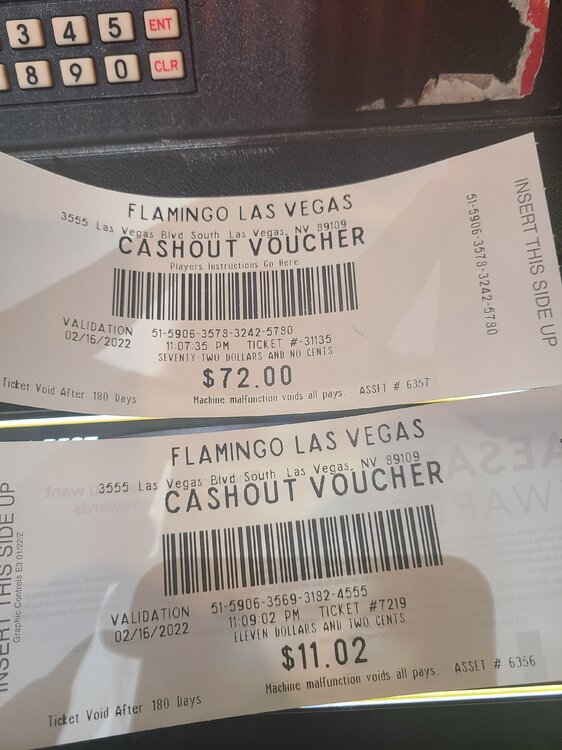 3 4 5 ENT
8 9 0 CLR
FLAMINGO LAS VEGAS
3555 Las Vegas Blvd South Las Vegas, NV 89109
CASHOUT VOUCHER
Players Instructions Go Here
VALIDATION 51-5906-3578-3242-5780
02/16/2022 11:07:35 PM TICKET #-31135
SEVENTY-TWO DOLLARS AND NO CENTS
$72.00
Ticket Void After 180 Days Machine malfunction voids all pays. ASSET # 6357
51-5906-3578-3242-5780
INSERT THIS SIDE UP
FLAMINGO LAS VEGAS
3555 Las Vegas Blvd South Las Vegas, NV 89109
CASHOUT VOUCHER
INSERT THIS SIDE UP
Graphic Controls E3 01/22/Z
VALIDATION 51-5906-3569-3182-4555
02/16/2022 11:09:02 PM TICKET #7219
ELEVEN DOLLARS AND TWO CENTS
$11.02
Ticket Void After 180 Days Machine malfunction voids all pays. ASSET # 6356